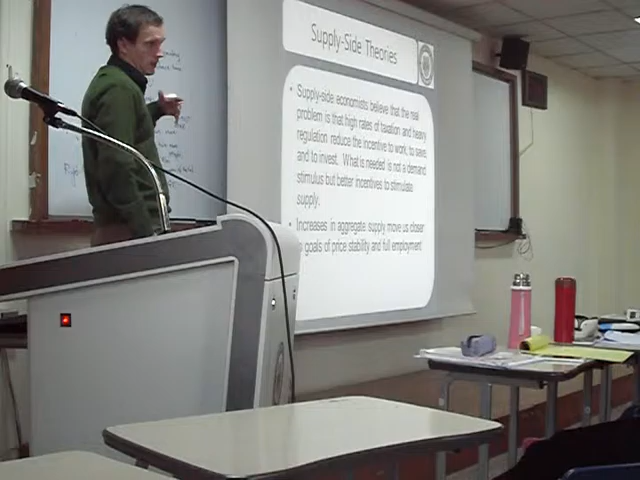 Supply-Side Theories
• Supply-side economists believe that the real
problem is that high rates of taxation and heavy
regulation reduce the incentive to work, to save,
and to invest. What is needed is not a demand
stimulus but better incentives to stimulate
supply.
• Increases in aggregate supply move us closer
goals of price stability and full employment